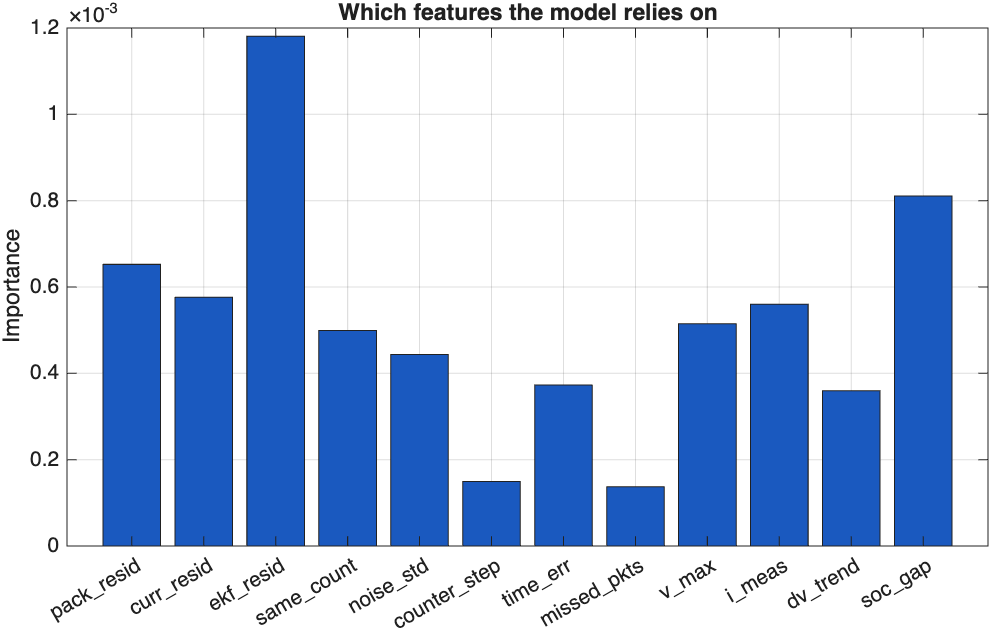 Which features the model relies on
×10⁻³
1.2
1
0.8
0.6
0.4
0.2
0
Importance
pack_resid
curr_resid
ekf_resid
same_count
noise_std
counter_step
time_err
missed_pkts
v_max
i_meas
dv_trend
soc_gap